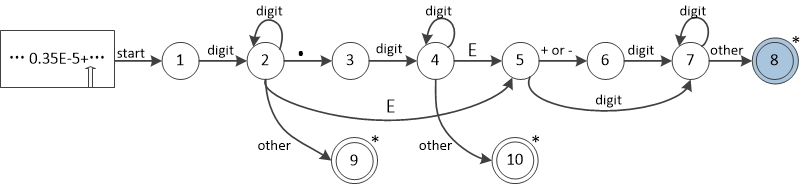 ··· 0.35E-5+···
start
1
digit
2
digit
.
3
digit
4
digit
E
5
+ or -
6
digit
7
digit
other
8
*
E
digit
other
9
*
other
10
*